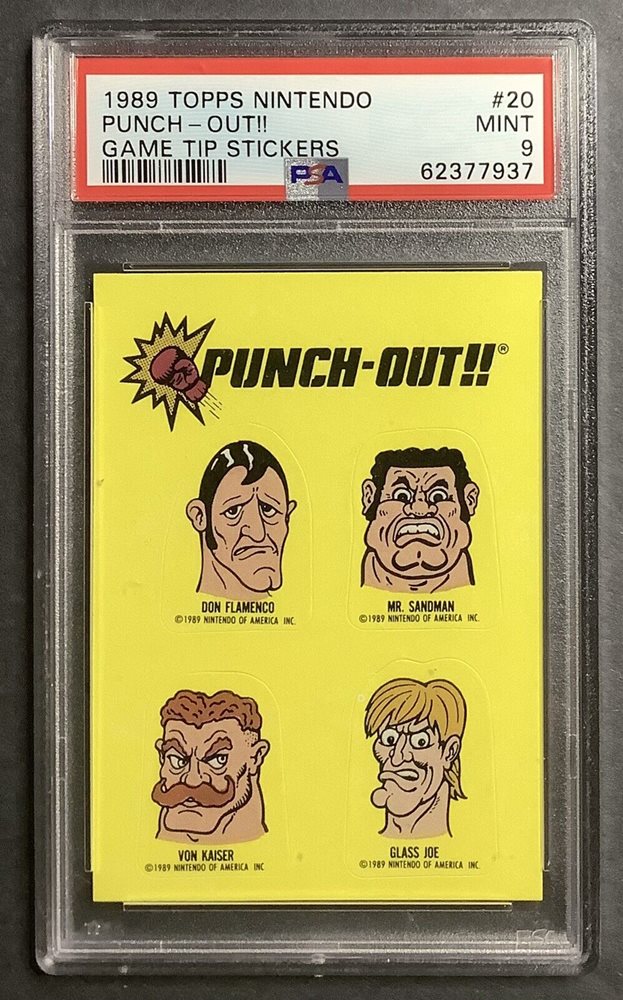 1989 TOPPS NINTENDO #20
PUNCH-OUT!! MINT
GAME TIP STICKERS 9
PSA 62377937
PUNCH-OUT!!®
DON FLAMENCO
©1989 NINTENDO OF AMERICA INC.
MR. SANDMAN
©1989 NINTENDO OF AMERICA INC.
VON KAISER
©1989 NINTENDO OF AMERICA INC
GLASS JOE
©1989 NINTENDO OF AMERICA INC.
PSA